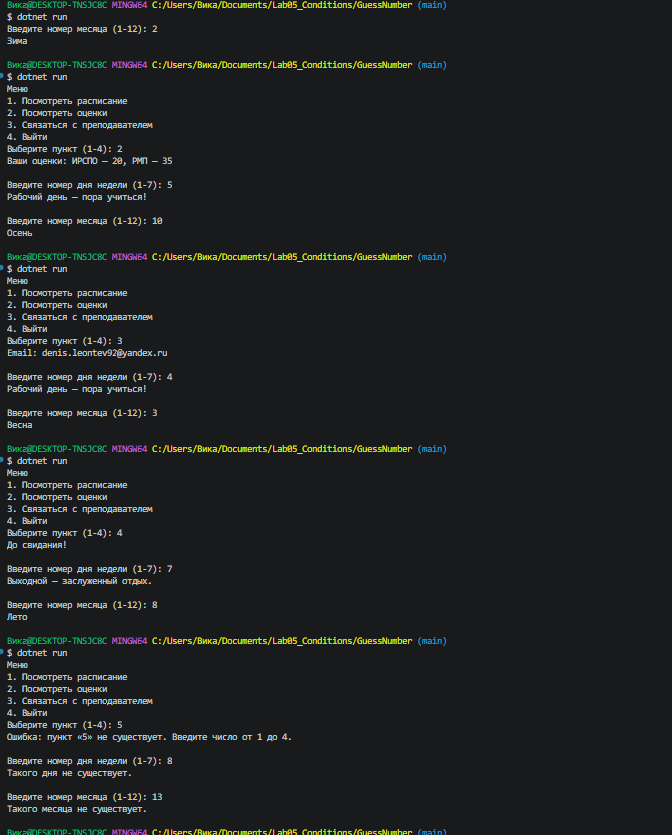 Вика@DESKTOP-TNSJC8C MINGW64 C:/Users/Вика/Documents/Lab05_Conditions/GuessNumber (main)
$ dotnet run
Введите номер месяца (1-12): 2
Зима
Вика@DESKTOP-TNSJC8C MINGW64 C:/Users/Вика/Documents/Lab05_Conditions/GuessNumber (main)
$ dotnet run
Меню
1. Посмотреть расписание
2. Посмотреть оценки
3. Связаться с преподавателем
4. Выйти
Выберите пункт (1-4): 2
Ваши оценки: ИРСПО — 20, РМП — 35
Введите номер дня недели (1-7): 5
Рабочий день — пора учиться!
Введите номер месяца (1-12): 10
Осень
Вика@DESKTOP-TNSJC8C MINGW64 C:/Users/Вика/Documents/Lab05_Conditions/GuessNumber (main)
$ dotnet run
Меню
1. Посмотреть расписание
2. Посмотреть оценки
3. Связаться с преподавателем
4. Выйти
Выберите пункт (1-4): 3
Email: denis.leontev92@yandex.ru
Введите номер дня недели (1-7): 4
Рабочий день — пора учиться!
Введите номер месяца (1-12): 3
Весна
Вика@DESKTOP-TNSJC8C MINGW64 C:/Users/Вика/Documents/Lab05_Conditions/GuessNumber (main)
$ dotnet run
Меню
1. Посмотреть расписание
2. Посмотреть оценки
3. Связаться с преподавателем
4. Выйти
Выберите пункт (1-4): 4
До свидания!
Введите номер дня недели (1-7): 7
Выходной — заслуженный отдых.
Введите номер месяца (1-12): 8
Лето
Вика@DESKTOP-TNSJC8C MINGW64 C:/Users/Вика/Documents/Lab05_Conditions/GuessNumber (main)
$ dotnet run
Меню
1. Посмотреть расписание
2. Посмотреть оценки
3. Связаться с преподавателем
4. Выйти
Выберите пункт (1-4): 5
Ошибка: пункт «5» не существует. Введите число от 1 до 4.
Введите номер дня недели (1-7): 8
Такого дня не существует.
Введите номер месяца (1-12): 13
Такого месяца не существует.
Вика@DESKTOP-TNSJC8C MINGW64 C:/Users/Вика/Documents/Lab05_Conditions/GuessNumber (main)